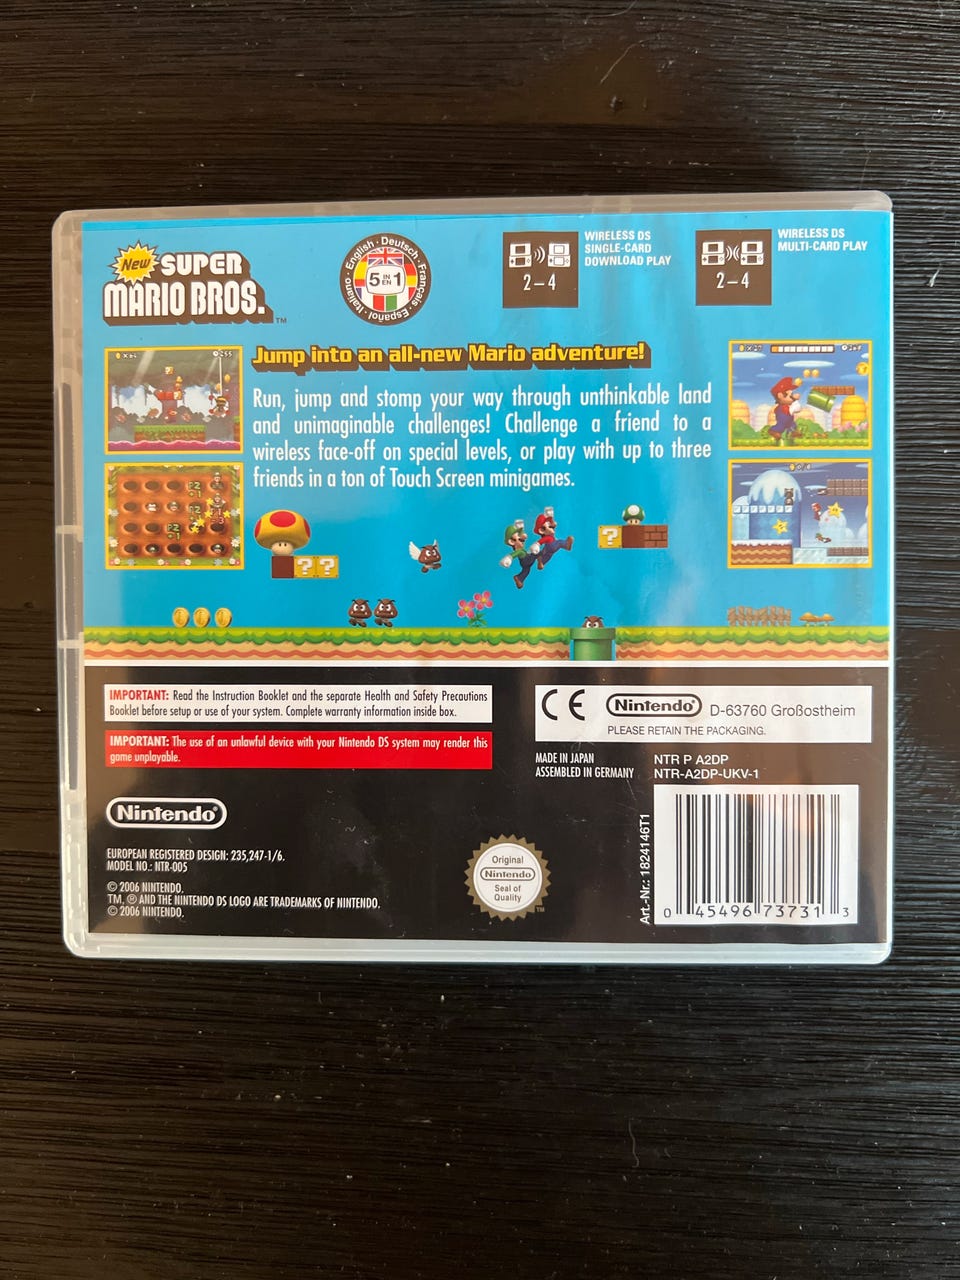 New SUPER
MARIO BROS.™
English · Deutsch · Français · Español · Italiano
5 IN EN 1
2–4
WIRELESS DS
SINGLE-CARD
DOWNLOAD PLAY
2–4
WIRELESS DS
MULTI-CARD PLAY
Jump into an all-new Mario adventure!
Run, jump and stomp your way through unthinkable land
and unimaginable challenges! Challenge a friend to a
wireless face-off on special levels, or play with up to three
friends in a ton of Touch Screen minigames.
IMPORTANT: Read the Instruction Booklet and the separate Health and Safety Precautions
Booklet before setup or use of your system. Complete warranty information inside box.
IMPORTANT: The use of an unlawful device with your Nintendo DS system may render this
game unplayable.
CE Nintendo® D-63760 Großostheim
PLEASE RETAIN THE PACKAGING.
MADE IN JAPAN
ASSEMBLED IN GERMANY
NTR P A2DP
NTR-A2DP-UKV-1
Nintendo®
EUROPEAN REGISTERED DESIGN: 235,247-1/6.
MODEL NO.: NTR-005
© 2006 NINTENDO.
TM, ® AND THE NINTENDO DS LOGO ARE TRADEMARKS OF NINTENDO.
© 2006 NINTENDO.
Original
Nintendo
Seal of
Quality
™
Art.-Nr.: 1824146T1
0 45496 73731 3